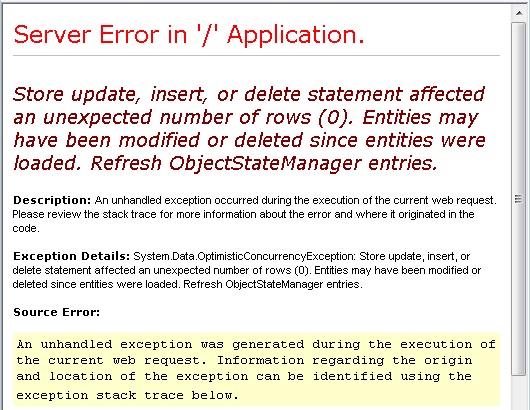 Server Error in '/' Application.
Store update, insert, or delete statement affected
an unexpected number of rows (0). Entities may
have been modified or deleted since entities were
loaded. Refresh ObjectStateManager entries.
Description: An unhandled exception occurred during the execution of the current web request.
Please review the stack trace for more information about the error and where it originated in the
code.
Exception Details: System.Data.OptimisticConcurrencyException: Store update, insert, or
delete statement affected an unexpected number of rows (0). Entities may have been modified or
deleted since entities were loaded. Refresh ObjectStateManager entries.
Source Error:
An unhandled exception was generated during the execution of
the current web request. Information regarding the origin
and location of the exception can be identified using the
exception stack trace below.